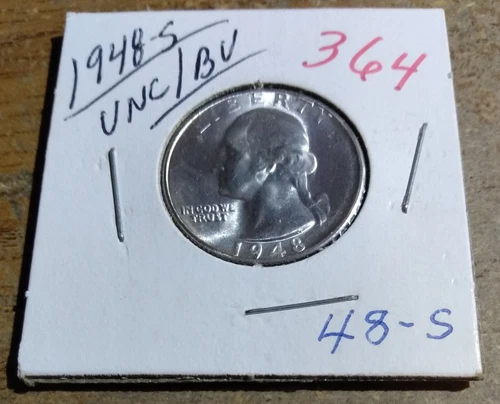 1948-S
UNC/BU
364
LIBERTY
IN GOD WE
TRUST
1948
48-S